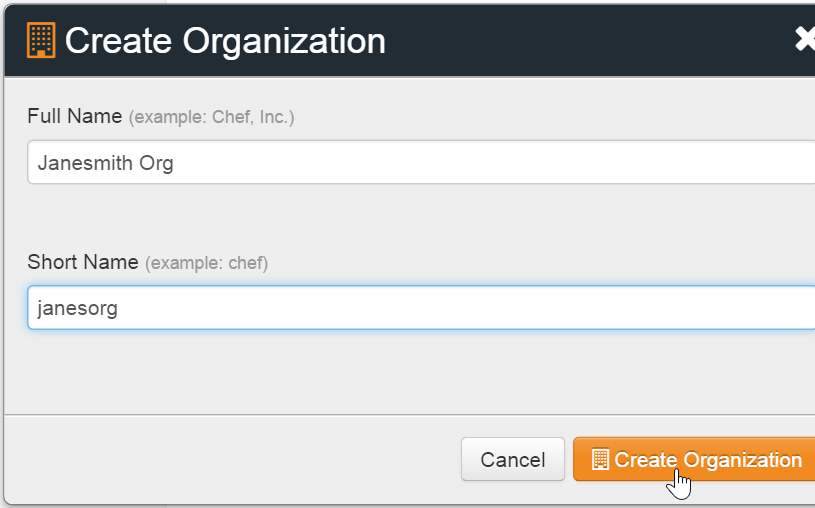 Create Organization
Full Name (example: Chef, Inc.)
Janesmith Org
Short Name (example: chef)
janesorg
Cancel
Create Organization